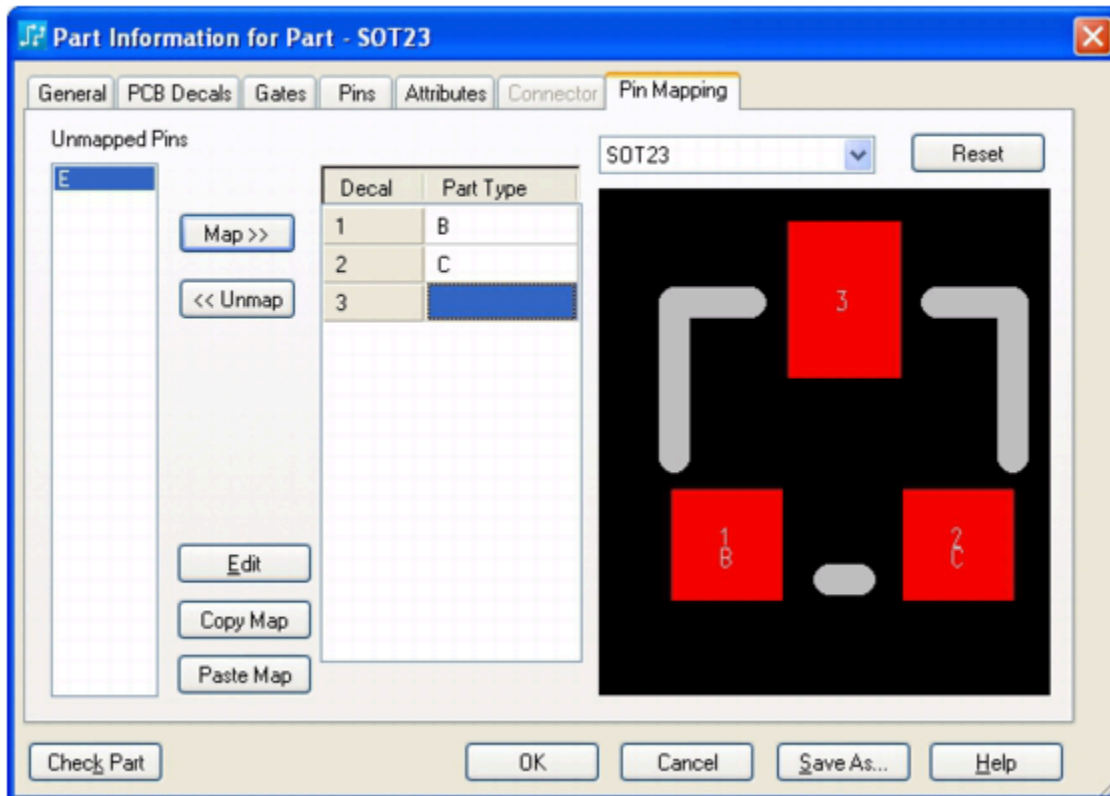 Part Information for Part - SOT23
General PCB Decals Gates Pins Attributes Connector Pin Mapping
Unmapped Pins
SOT23 Reset
E
Decal Part Type
Map >>
1 B
2 C
<< Unmap
3
3
1
B
2
C
Edit
Copy Map
Paste Map
Check Part OK Cancel Save As... Help